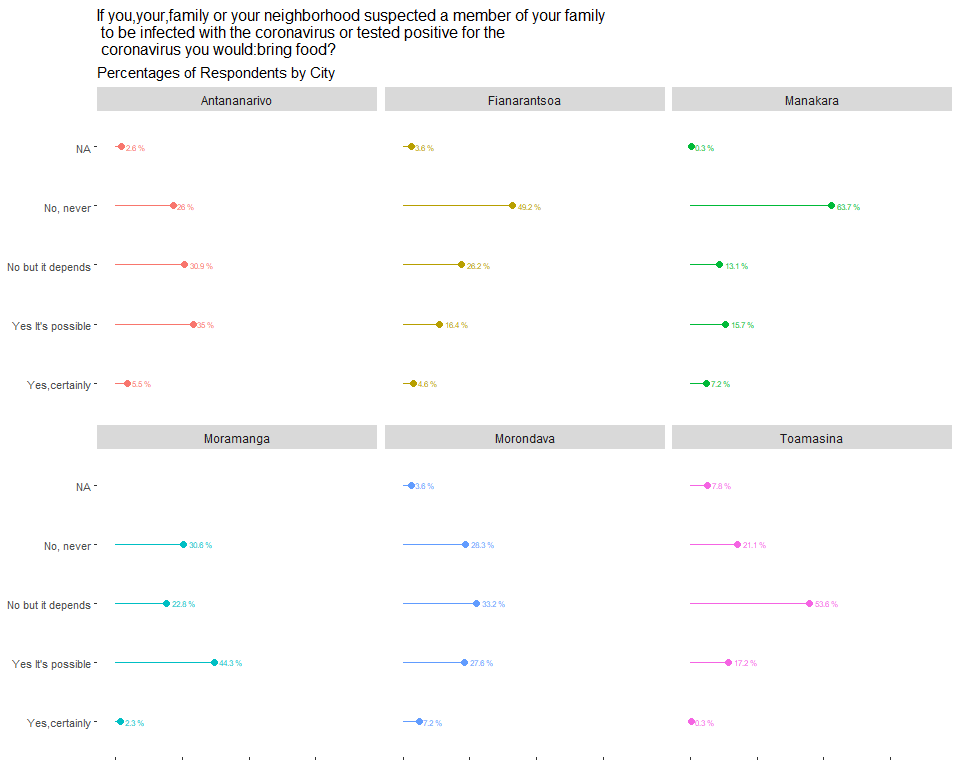 If you,your,family or your neighborhood suspected a member of your family
to be infected with the coronavirus or tested positive for the
coronavirus you would:bring food?
Percentages of Respondents by City
Antananarivo
Fianarantsoa
Manakara
NA
2.6 %
3.6 %
0.3 %
No, never
26 %
49.2 %
63.7 %
No but it depends
30.9 %
26.2 %
13.1 %
Yes It's possible
35 %
16.4 %
15.7 %
Yes,certainly
5.5 %
4.6 %
7.2 %
Moramanga
Morondava
Toamasina
NA
3.6 %
7.8 %
No, never
30.6 %
28.3 %
21.1 %
No but it depends
22.8 %
33.2 %
53.6 %
Yes It's possible
44.3 %
27.6 %
17.2 %
Yes,certainly
2.3 %
7.2 %
0.3 %